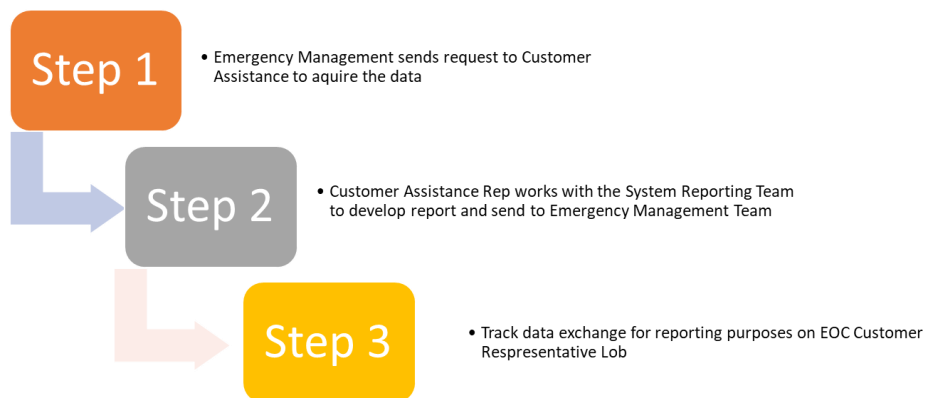 Step 1
• Emergency Management sends request to Customer
Assistance to aquire the data
Step 2
• Customer Assistance Rep works with the System Reporting Team
to develop report and send to Emergency Management Team
Step 3
• Track data exchange for reporting purposes on EOC Customer
Respresentative Lob